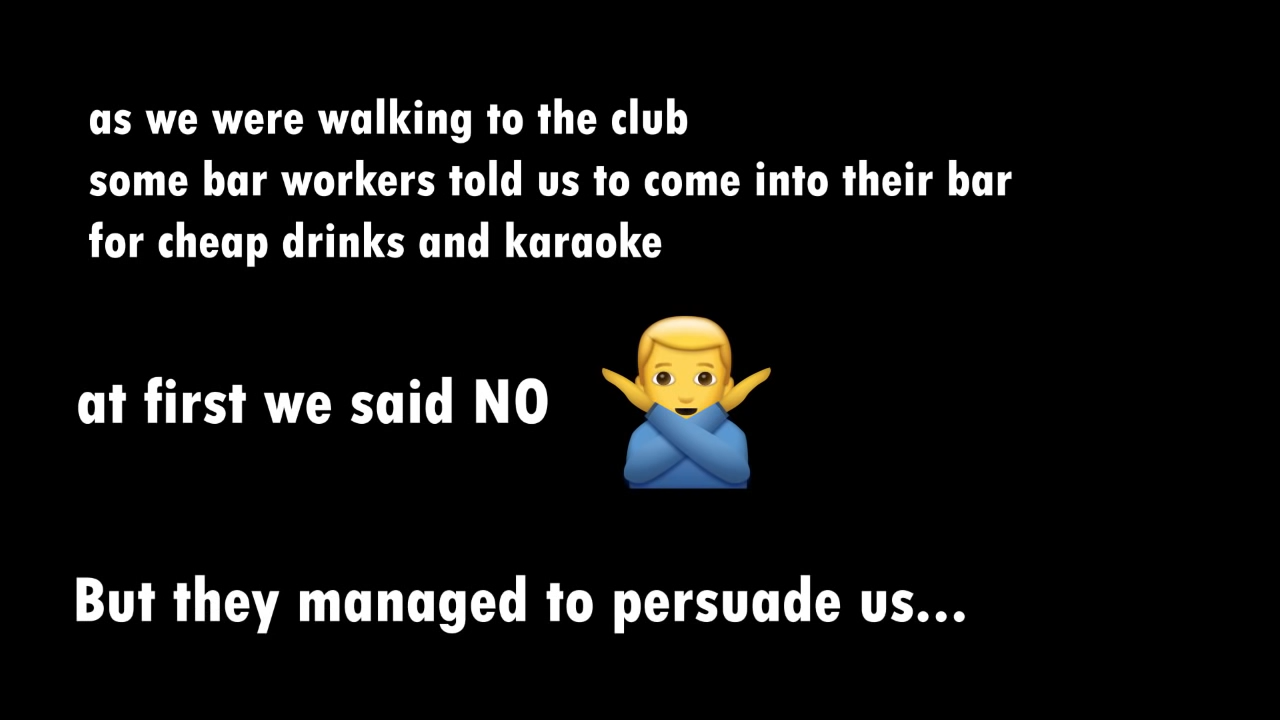 as we were walking to the club
some bar workers told us to come into their bar
for cheap drinks and karaoke
at first we said NO
But they managed to persuade us...